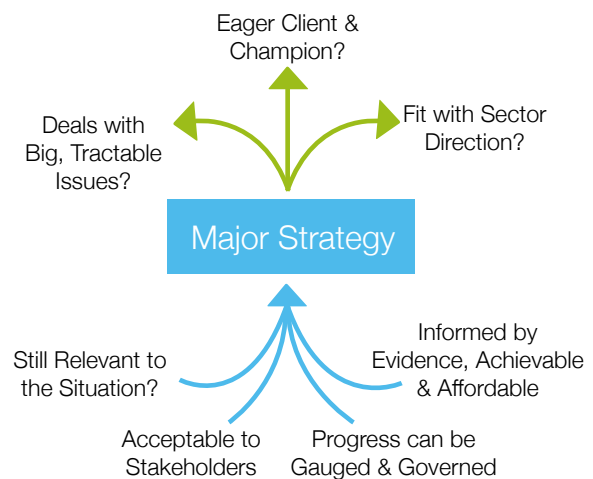 Eager Client &
Champion?
Deals with
Big, Tractable
Issues?
Fit with Sector
Direction?
Major Strategy
Still Relevant to
the Situation?
Informed by
Evidence, Achievable
& Affordable
Acceptable to
Stakeholders
Progress can be
Gauged & Governed